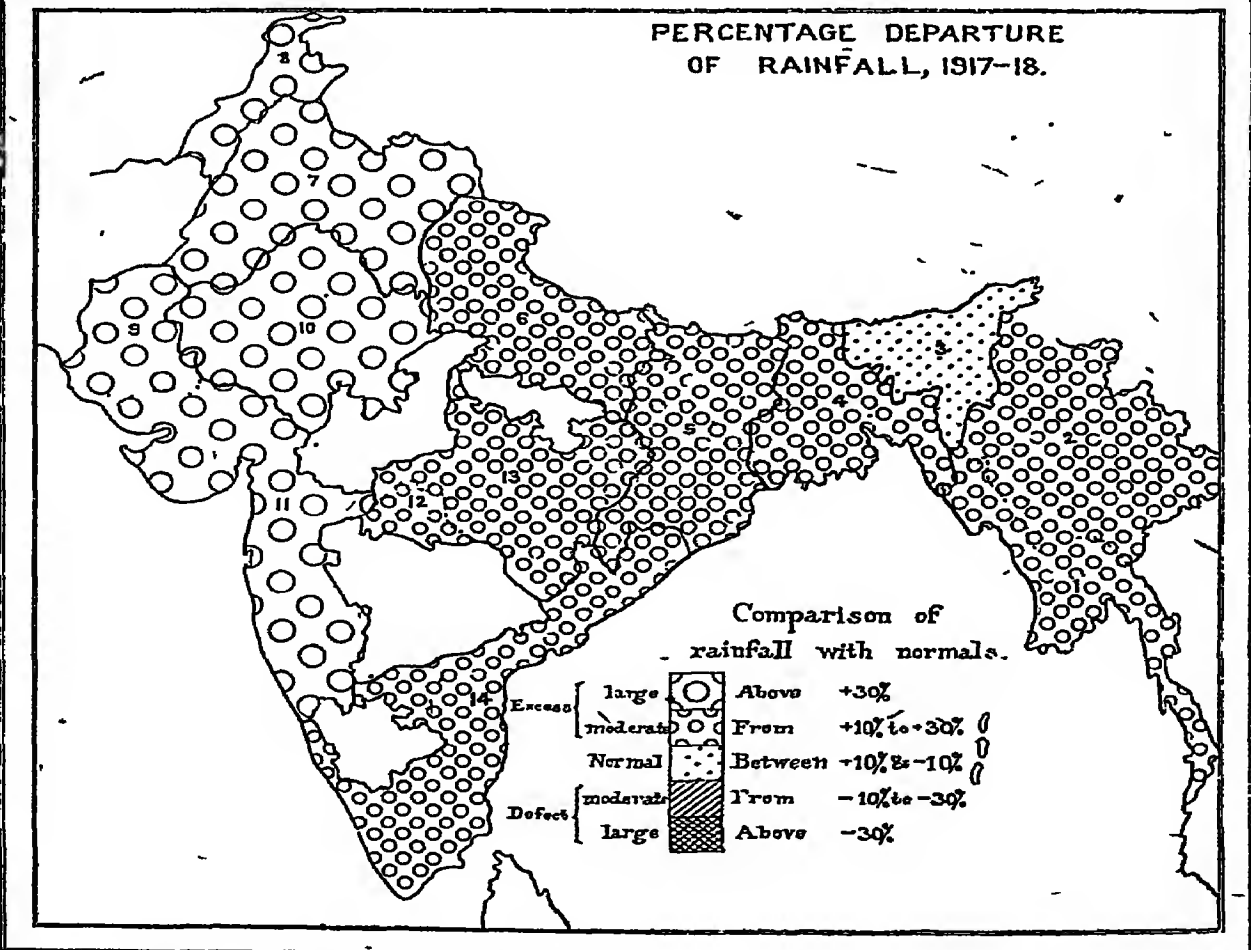 PERCENTAGE DEPARTURE
OF RAINFALL, 1917-18.
8
7
6
9
10
3
4
5
2
13
12
11
1
14
Comparison of
rainfall with normals.
Excess
large Above +30%
moderate From +10% to +30%
Normal Between +10% & -10%
Defect
moderate From -10% to -30%
large Above -30%